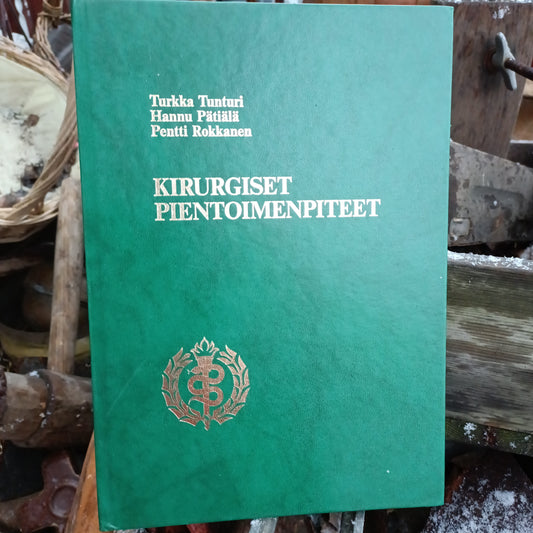 Turkka Tunturi
Hannu Pätiälä
Pentti Rokkanen
KIRURGISET
PIENTOIMENPITEET